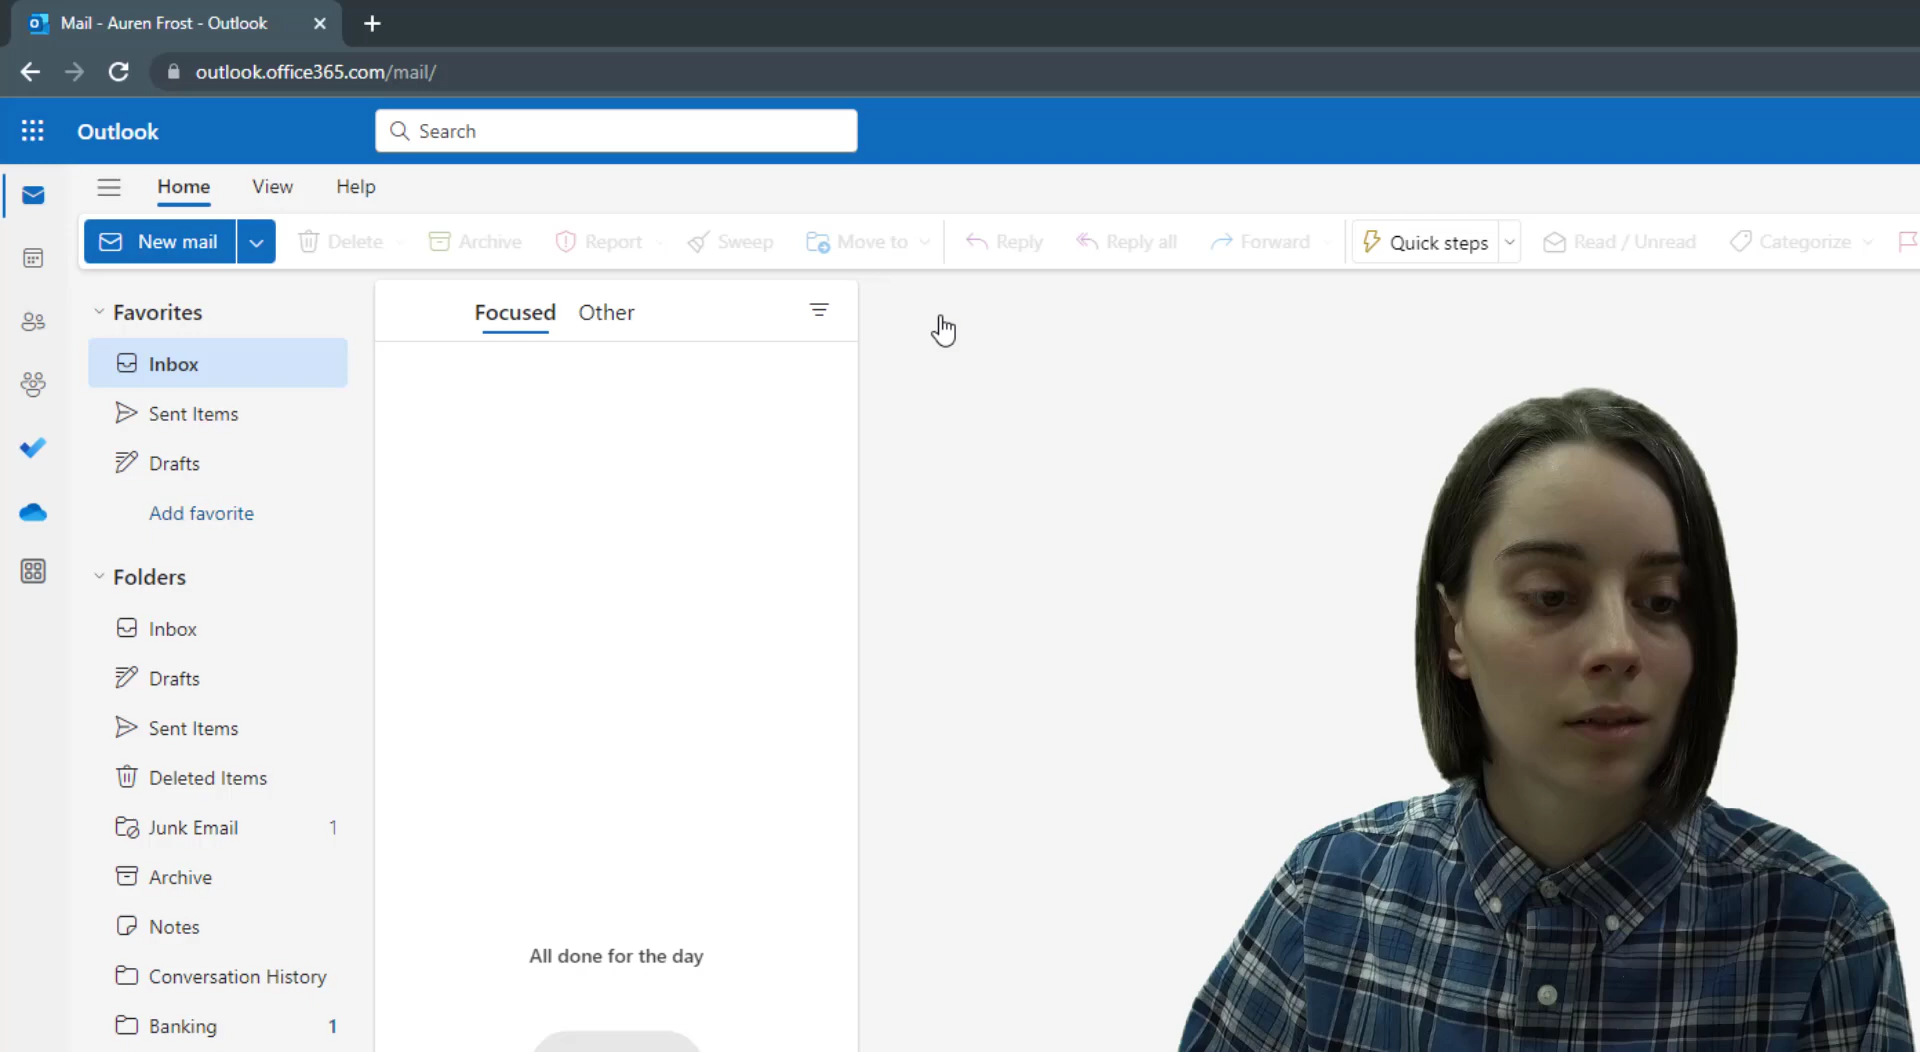 Mail - Auren Frost - Outlook
outlook.office365.com/mail/
Outlook
Search
Home View Help
New mail Delete Archive Report Sweep Move to Reply Reply all Forward Quick steps Read / Unread Categorize
Favorites
Inbox
Sent Items
Drafts
Add favorite
Folders
Inbox
Drafts
Sent Items
Deleted Items
Junk Email 1
Archive
Notes
Conversation History
Banking 1
Focused Other
All done for the day